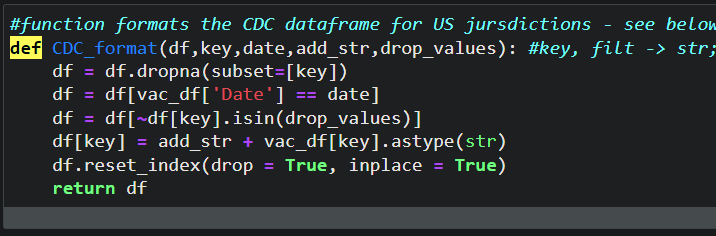 #function formats the CDC dataframe for US jursdictions - see below
def CDC_format(df,key,date,add_str,drop_values): #key, filt -> str;
    df = df.dropna(subset=[key])
    df = df[vac_df['Date'] == date]
    df = df[~df[key].isin(drop_values)]
    df[key] = add_str + vac_df[key].astype(str)
    df.reset_index(drop = True, inplace = True)
    return df